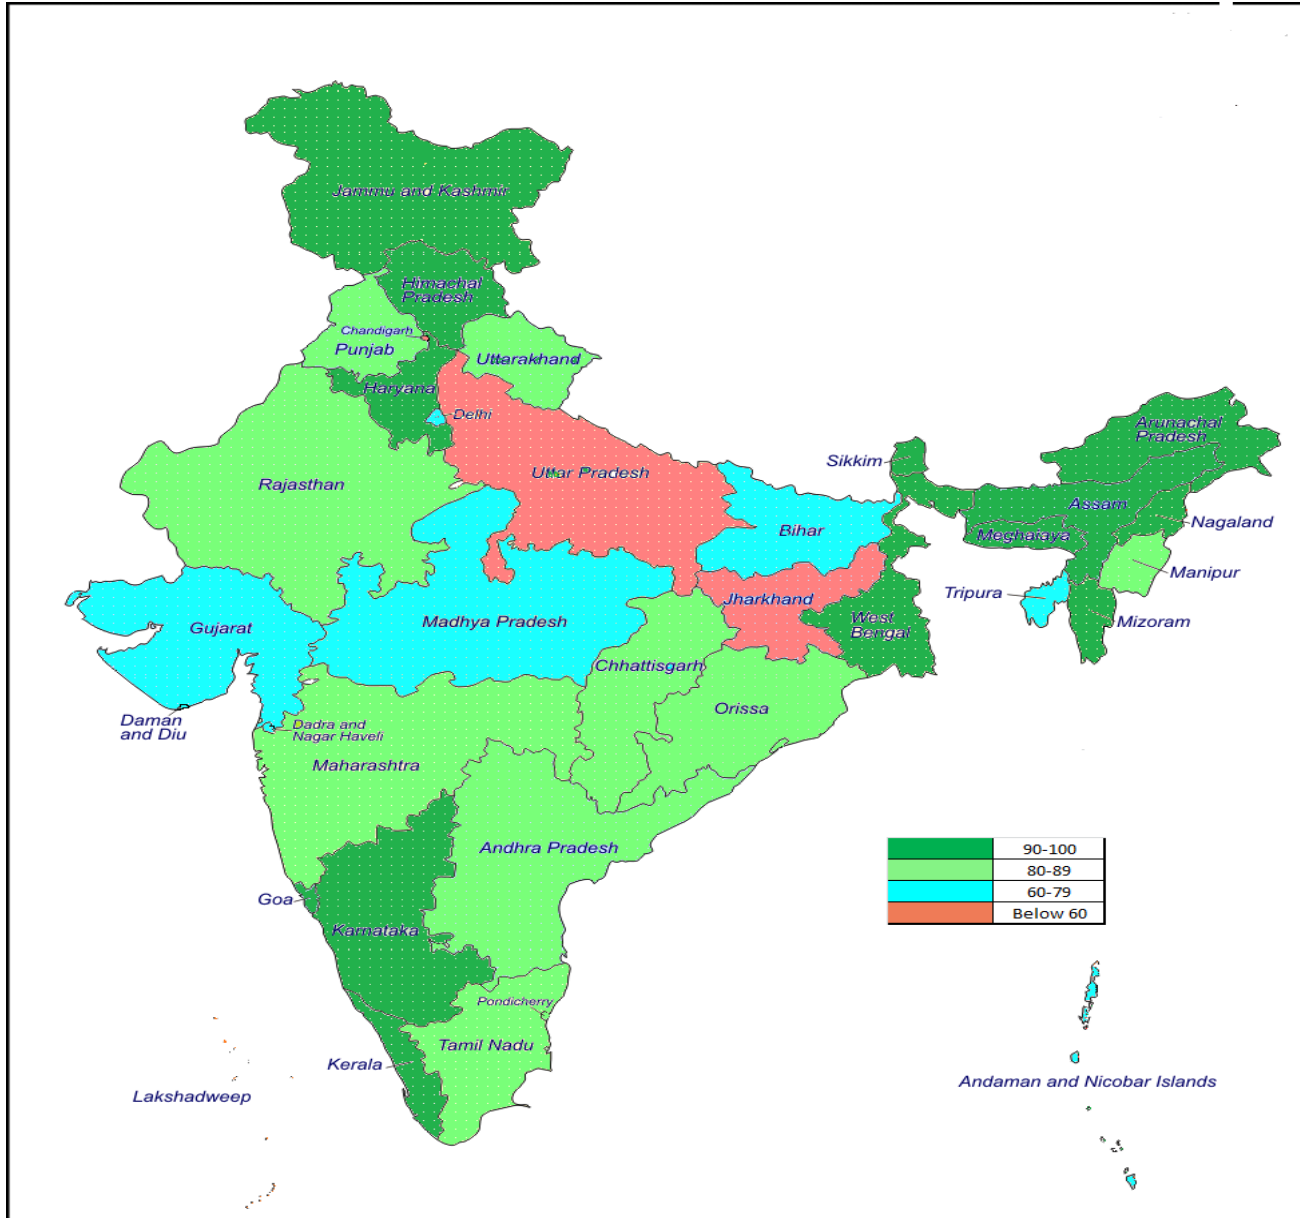 Jammu and Kashmir
Himachal
Pradesh
Chandigarh
Punjab
Uttarakhand
Haryana
Delhi
Arunachal
Pradesh
Sikkim
Uttar Pradesh
Rajasthan
Assam
Nagaland
Bihar
Meghalaya
Manipur
Tripura
Jharkhand
West
Bengal
Mizoram
Gujarat
Madhya Pradesh
Chhattisgarh
Orissa
Daman
and Diu
Dadra and
Nagar Haveli
Maharashtra
Andhra Pradesh
90-100
80-89
60-79
Below 60
Goa
Karnataka
Pondicherry
Tamil Nadu
Kerala
Lakshadweep
Andaman and Nicobar Islands